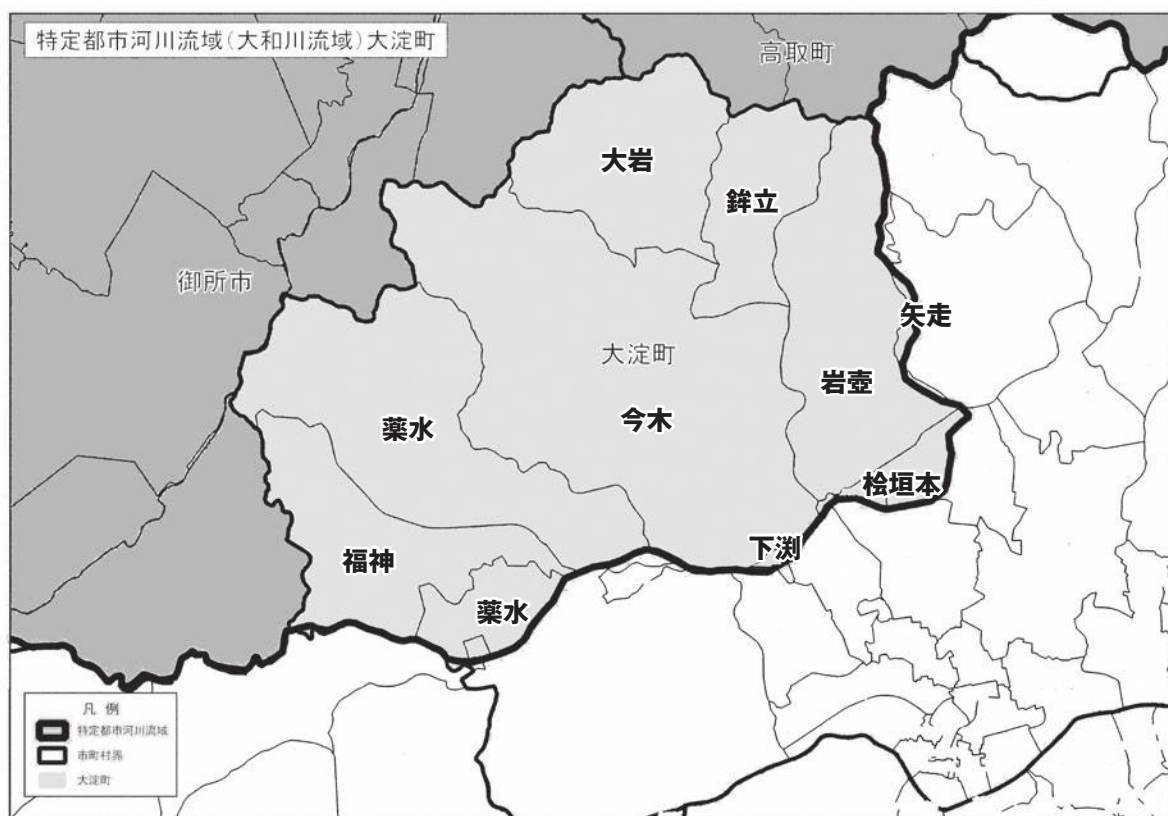 特定都市河川流域(大和川流域)大淀町
高取町
大岩
鉾立
御所市
矢走
大淀町
岩壺
薬水
今木
桧垣本
下渕
福神
薬水
凡 例
特定都市河川流域
市町村界
大淀町